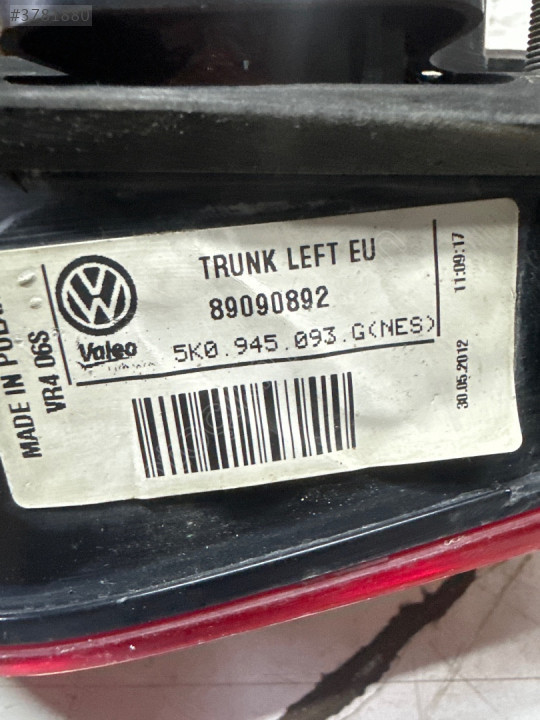 #3781880
TRUNK LEFT EU
89090892
Valeo
5K0.945.093.G(NES)
MADE IN
VR4 06S
30.05.2012 11:09:17